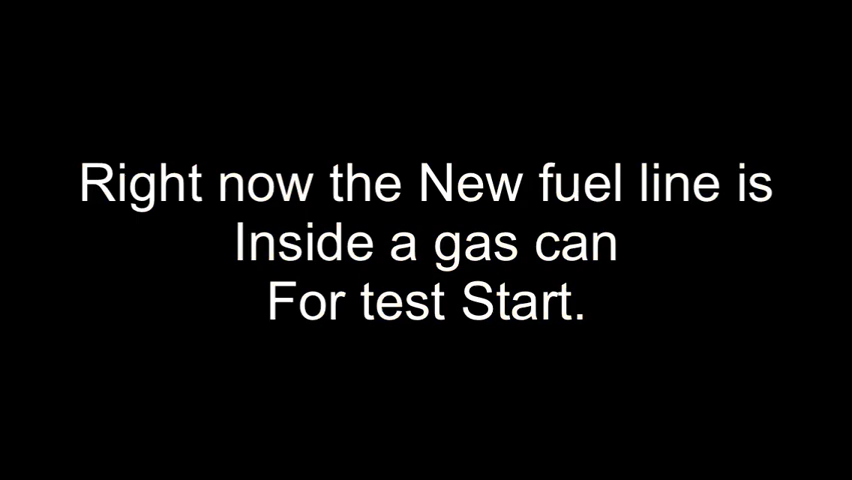 Right now the New fuel line is
Inside a gas can
For test Start.